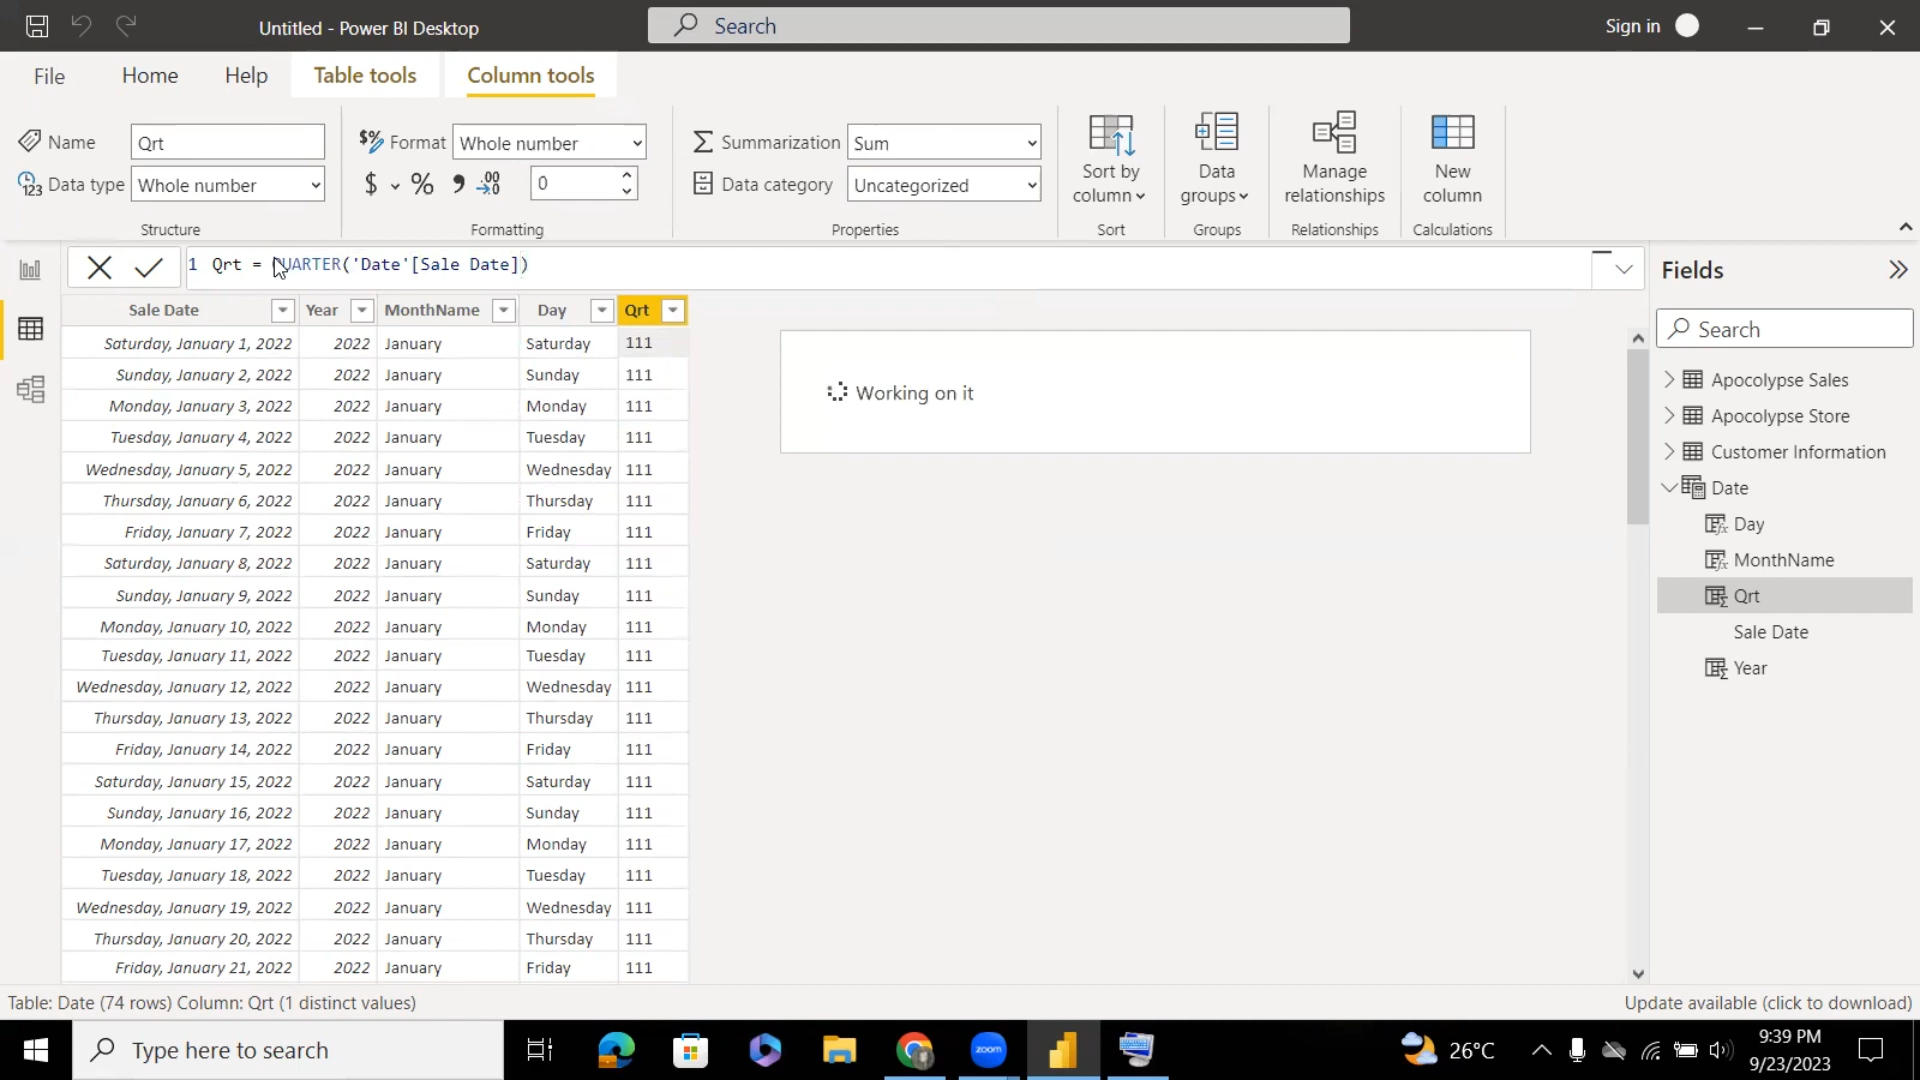 Untitled - Power BI Desktop
Search
Sign in
File
Home
Help
Table tools
Column tools
Name
Qrt
Data type
Whole number
Structure
Format
Whole number
$
%
0
Formatting
Summarization
Sum
Data category
Uncategorized
Properties
Sort by
column
Sort
Data
groups
Groups
Manage
relationships
Relationships
New
column
Calculations
1 Qrt = QUARTER('Date'[Sale Date])
Sale Date Year MonthName Day Qrt
Saturday, January 1, 2022 2022 January Saturday 111
Sunday, January 2, 2022 2022 January Sunday 111
Monday, January 3, 2022 2022 January Monday 111
Tuesday, January 4, 2022 2022 January Tuesday 111
Wednesday, January 5, 2022 2022 January Wednesday 111
Thursday, January 6, 2022 2022 January Thursday 111
Friday, January 7, 2022 2022 January Friday 111
Saturday, January 8, 2022 2022 January Saturday 111
Sunday, January 9, 2022 2022 January Sunday 111
Monday, January 10, 2022 2022 January Monday 111
Tuesday, January 11, 2022 2022 January Tuesday 111
Wednesday, January 12, 2022 2022 January Wednesday 111
Thursday, January 13, 2022 2022 January Thursday 111
Friday, January 14, 2022 2022 January Friday 111
Saturday, January 15, 2022 2022 January Saturday 111
Sunday, January 16, 2022 2022 January Sunday 111
Monday, January 17, 2022 2022 January Monday 111
Tuesday, January 18, 2022 2022 January Tuesday 111
Wednesday, January 19, 2022 2022 January Wednesday 111
Thursday, January 20, 2022 2022 January Thursday 111
Friday, January 21, 2022 2022 January Friday 111
Working on it
Fields
Search
Apocolypse Sales
Apocolypse Store
Customer Information
Date
Day
MonthName
Qrt
Sale Date
Year
Table: Date (74 rows) Column: Qrt (1 distinct values)
Update available (click to download)
Type here to search
zoom
26°C
9:39 PM
9/23/2023